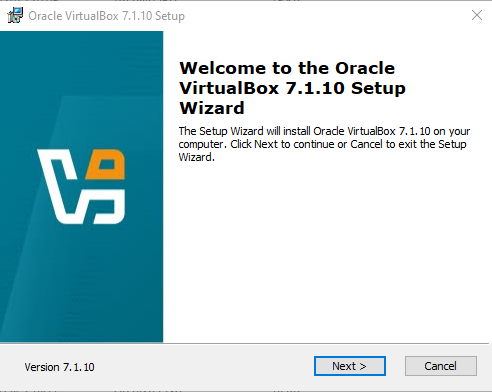 Oracle VirtualBox 7.1.10 Setup
Welcome to the Oracle
VirtualBox 7.1.10 Setup
Wizard
The Setup Wizard will install Oracle VirtualBox 7.1.10 on your
computer. Click Next to continue or Cancel to exit the Setup
Wizard.
Version 7.1.10
Next >
Cancel